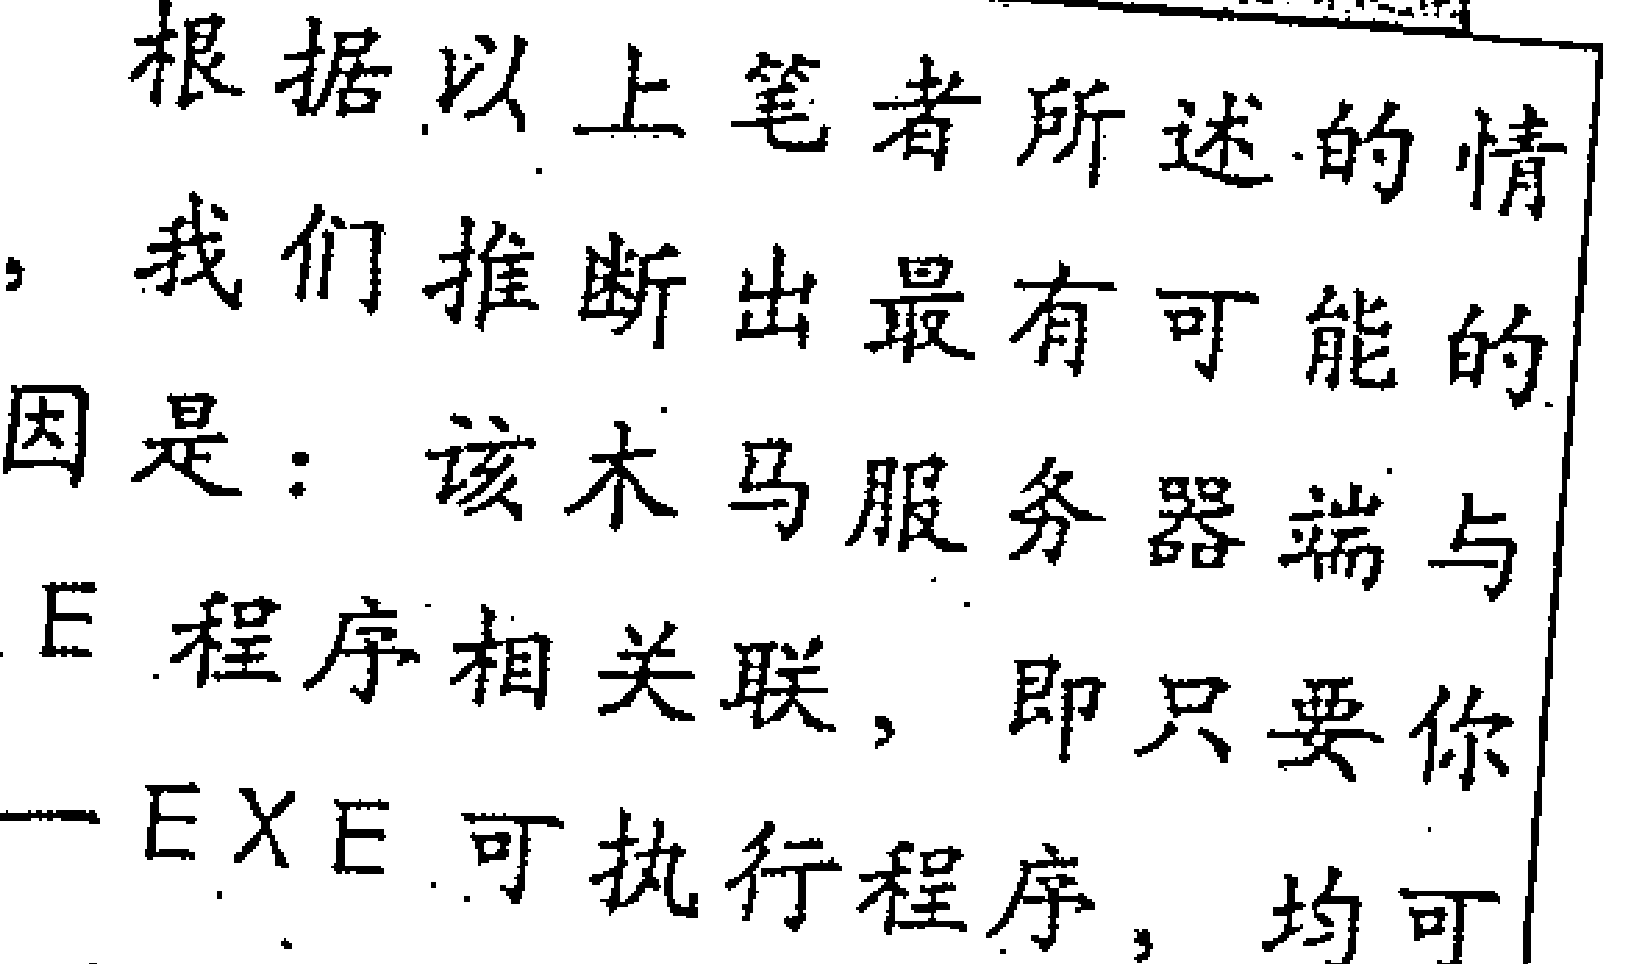 根据以上笔者所述的情
，我们推断出最有可能的
因是：该木马服务器端与
E 程序相关联，即只要你
一EXE 可执行程序，均可